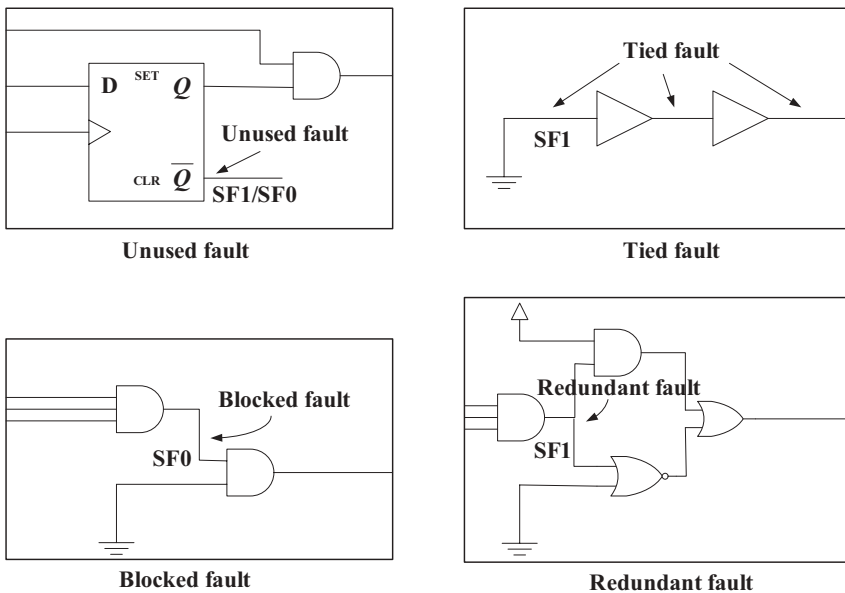 D SET Q
Unused fault
CLR Q̅
SF1/SF0
Unused fault
Tied fault
SF1
Tied fault
Blocked fault
SF0
Blocked fault
Redundant fault
SF1
Redundant fault